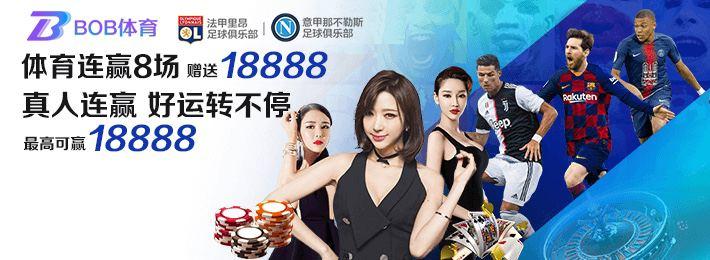 BOB体育
OLYMPIQUE LYONNAIS
OL
法甲里昂
足球俱乐部
N
意甲那不勒斯
足球俱乐部
体育连赢8场 赠送18888
真人连赢 好运转不停
最高可赢18888
Jeep
Rakuten